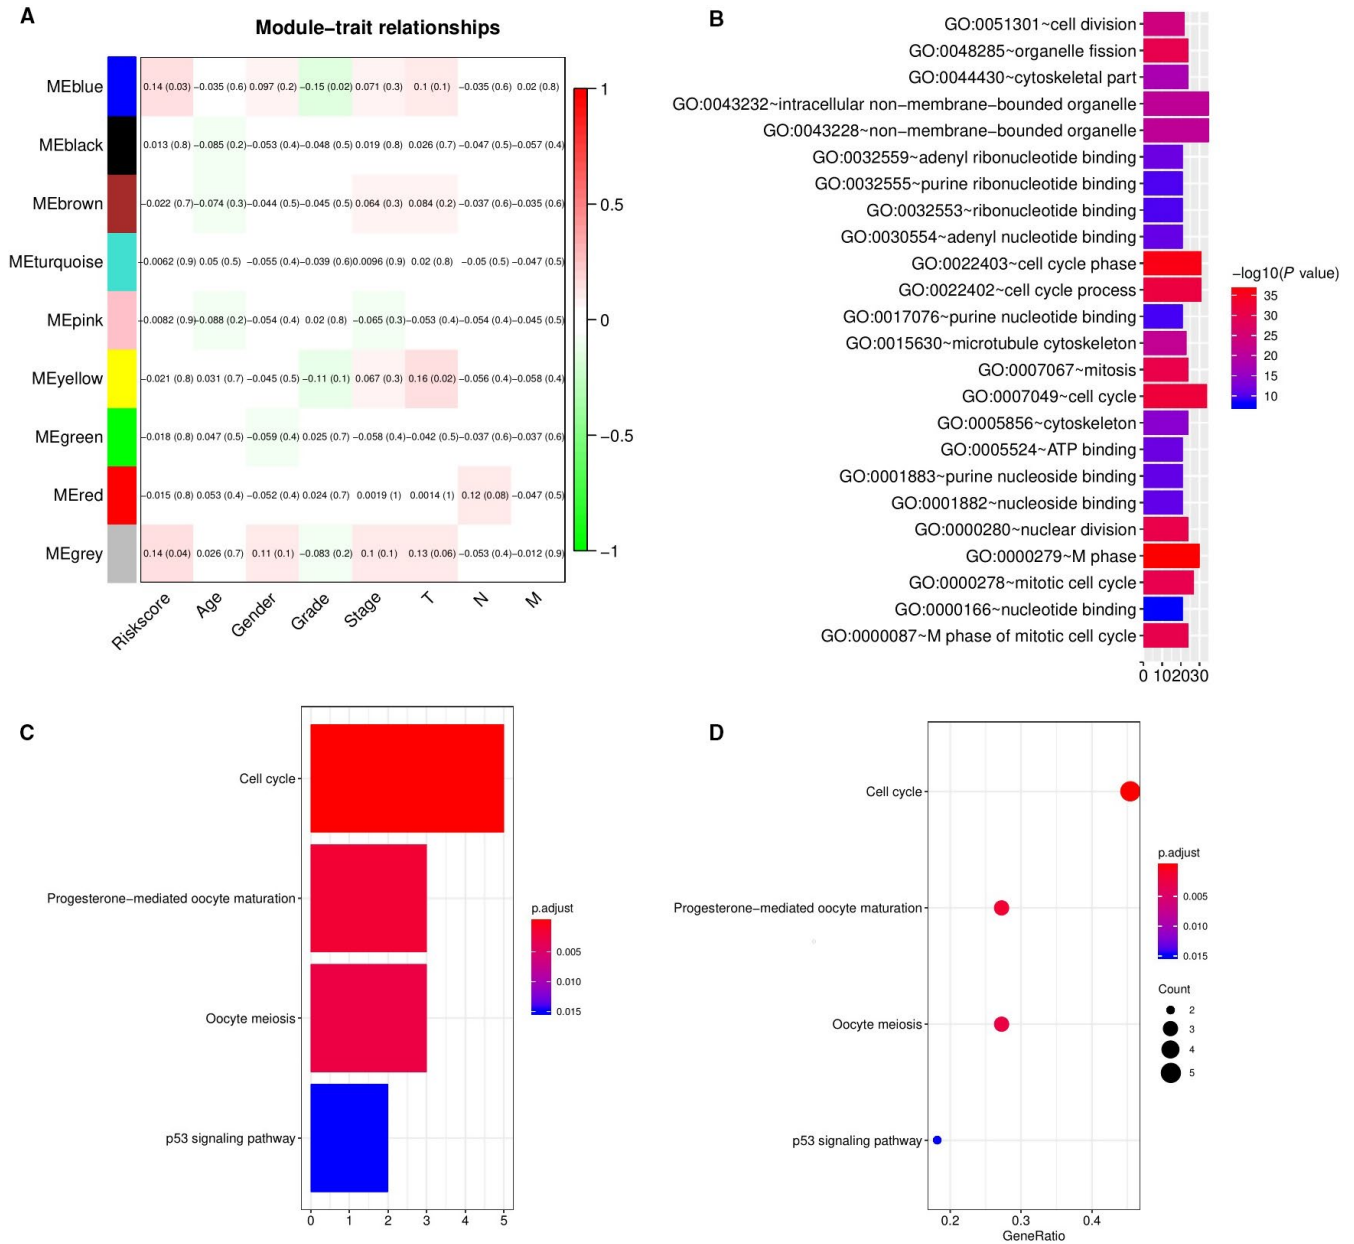 A
Module−trait relationships
MEblue 0.14 (0.03) −0.035 (0.6) 0.097 (0.2) −0.15 (0.02) 0.071 (0.3) 0.1 (0.1) −0.035 (0.6) 0.02 (0.8)
MEblack 0.013 (0.8) −0.085 (0.2) −0.053 (0.4) −0.048 (0.5) 0.019 (0.8) 0.026 (0.7) −0.047 (0.5) −0.057 (0.4)
MEbrown −0.022 (0.7) −0.074 (0.3) −0.044 (0.5) −0.045 (0.5) 0.064 (0.3) 0.084 (0.2) −0.037 (0.6) −0.035 (0.6)
MEturquoise −0.0062 (0.9) 0.05 (0.5) −0.055 (0.4) −0.039 (0.6) 0.0096 (0.9) 0.02 (0.8) −0.05 (0.5) −0.047 (0.5)
MEpink −0.0082 (0.9) −0.088 (0.2) −0.054 (0.4) 0.02 (0.8) −0.065 (0.3) −0.053 (0.4) −0.054 (0.4) −0.045 (0.5)
MEyellow −0.021 (0.8) 0.031 (0.7) −0.045 (0.5) −0.11 (0.1) 0.067 (0.3) 0.16 (0.02) −0.056 (0.4) −0.058 (0.4)
MEgreen −0.018 (0.8) 0.047 (0.5) −0.059 (0.4) 0.025 (0.7) −0.058 (0.4) −0.042 (0.5) −0.037 (0.6) −0.037 (0.6)
MEred −0.015 (0.8) 0.053 (0.4) −0.052 (0.4) 0.024 (0.7) 0.0019 (1) 0.0014 (1) 0.12 (0.08) −0.047 (0.5)
MEgrey 0.14 (0.04) 0.026 (0.7) 0.11 (0.1) −0.083 (0.2) 0.1 (0.1) 0.13 (0.06) −0.053 (0.4) −0.012 (0.9)
Riskscore Age Gender Grade Stage T N M
1
0.5
0
−0.5
−1
B
GO:0051301~cell division
GO:0048285~organelle fission
GO:0044430~cytoskeletal part
GO:0043232~intracellular non−membrane−bounded organelle
GO:0043228~non−membrane−bounded organelle
GO:0032559~adenyl ribonucleotide binding
GO:0032555~purine ribonucleotide binding
GO:0032553~ribonucleotide binding
GO:0030554~adenyl nucleotide binding
GO:0022403~cell cycle phase
GO:0022402~cell cycle process
GO:0017076~purine nucleotide binding
GO:0015630~microtubule cytoskeleton
GO:0007067~mitosis
GO:0007049~cell cycle
GO:0005856~cytoskeleton
GO:0005524~ATP binding
GO:0001883~purine nucleoside binding
GO:0001882~nucleoside binding
GO:0000280~nuclear division
GO:0000279~M phase
GO:0000278~mitotic cell cycle
GO:0000166~nucleotide binding
GO:0000087~M phase of mitotic cell cycle
0 10 20 30
−log10(P value)
35
30
25
20
15
10
C
Cell cycle
Progesterone−mediated oocyte maturation
Oocyte meiosis
p53 signaling pathway
0 1 2 3 4 5
p.adjust
0.005
0.010
0.015
D
Cell cycle
Progesterone−mediated oocyte maturation
Oocyte meiosis
p53 signaling pathway
0.2 0.3 0.4
GeneRatio
p.adjust
0.005
0.010
0.015
Count
2
3
4
5